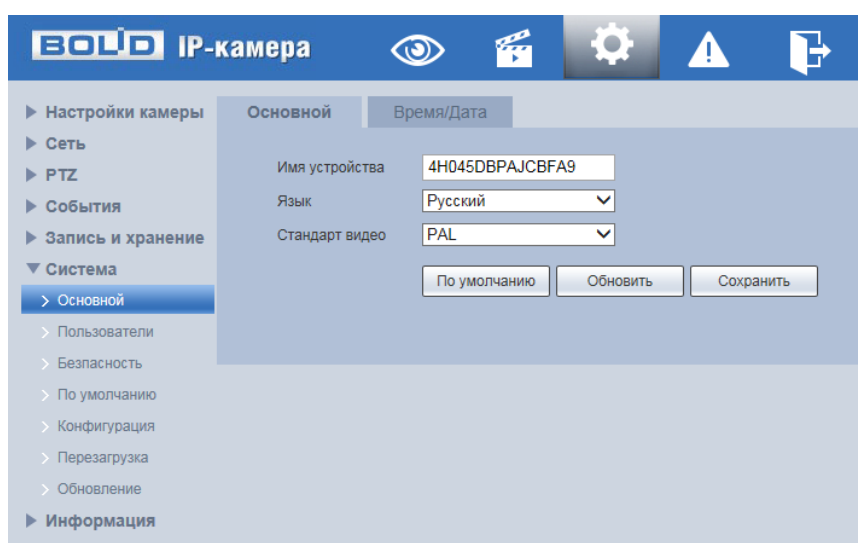 BOLID IP-камера
Настройки камеры
Сеть
PTZ
События
Запись и хранение
Система
Основной
Пользователи
Безпасность
По умолчанию
Конфигурация
Перезагрузка
Обновление
Информация
Основной Время/Дата
Имя устройства 4H045DBPAJCBFA9
Язык Русский
Стандарт видео PAL
По умолчанию Обновить Сохранить